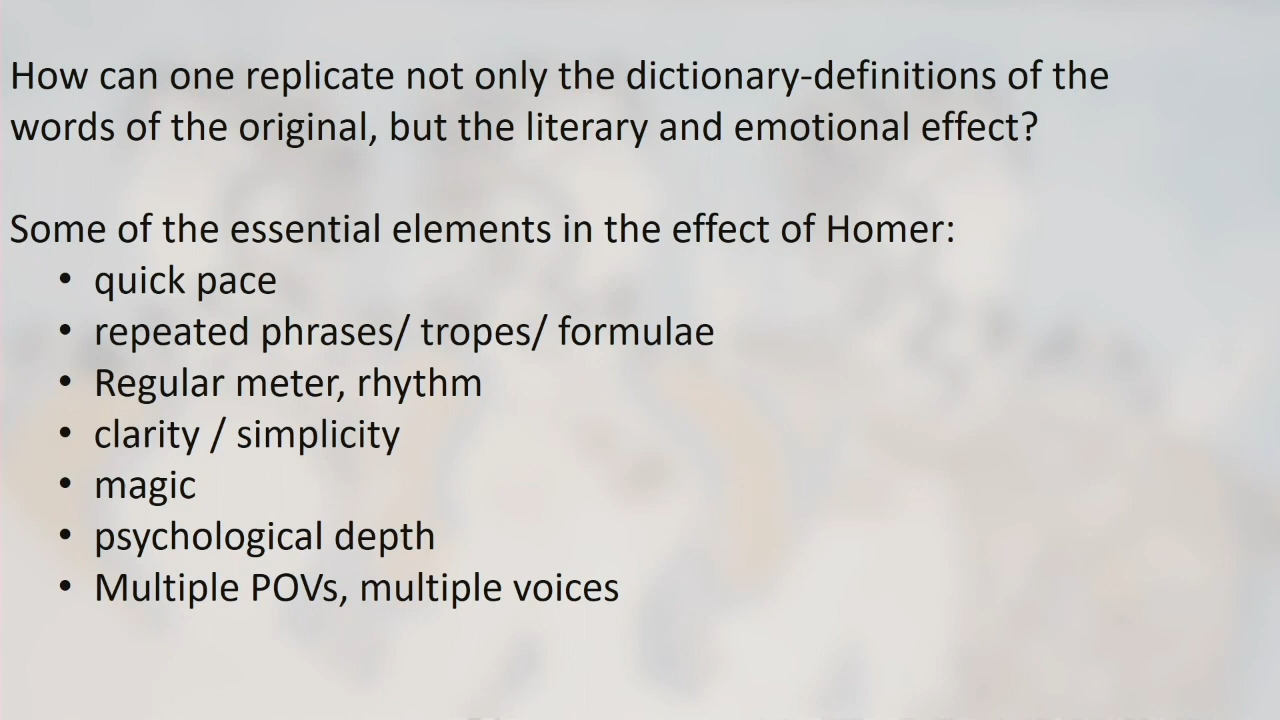 How can one replicate not only the dictionary-definitions of the
words of the original, but the literary and emotional effect?
Some of the essential elements in the effect of Homer:
• quick pace
• repeated phrases/ tropes/ formulae
• Regular meter, rhythm
• clarity / simplicity
• magic
• psychological depth
• Multiple POVs, multiple voices